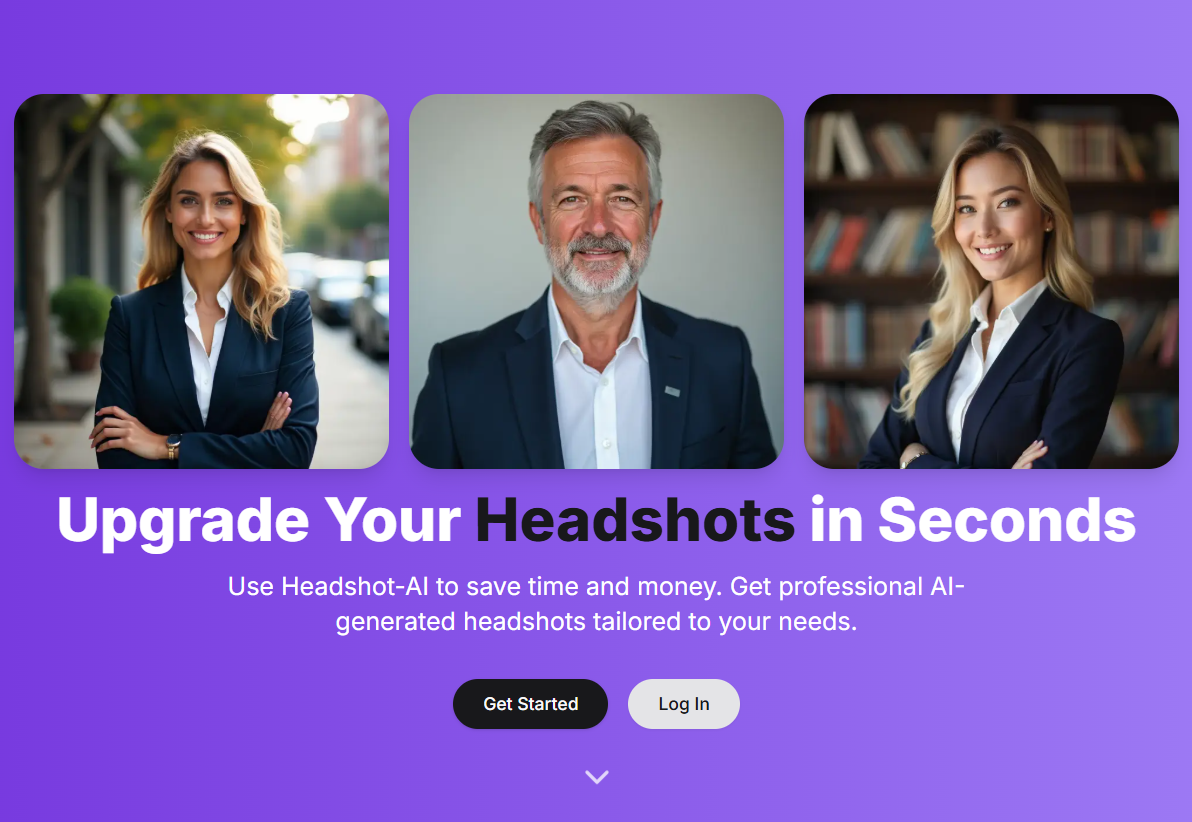 Upgrade Your Headshots in Seconds
Use Headshot-AI to save time and money. Get professional AI-
generated headshots tailored to your needs.
Get Started
Log In